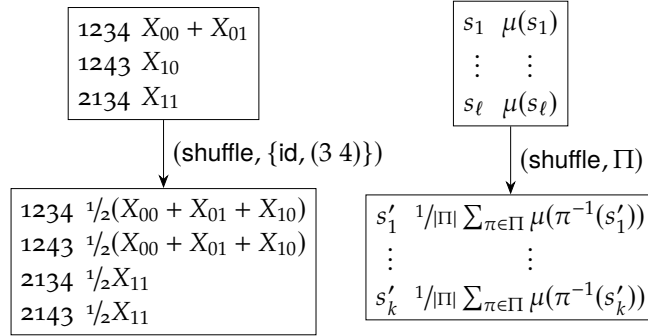 1234 X₀₀ + X₀₁
1243 X₁₀
2134 X₁₁
(shuffle, {id, (3 4)})
1234 1/2(X₀₀ + X₀₁ + X₁₀)
1243 1/2(X₀₀ + X₀₁ + X₁₀)
2134 1/2X₁₁
2143 1/2X₁₁
s₁ μ(s₁)
⋮ ⋮
s_ℓ μ(s_ℓ)
(shuffle, Π)
s′₁ 1/|Π| ∑_{π∈Π} μ(π⁻¹(s′₁))
⋮ ⋮
s′ₖ 1/|Π| ∑_{π∈Π} μ(π⁻¹(s′ₖ))